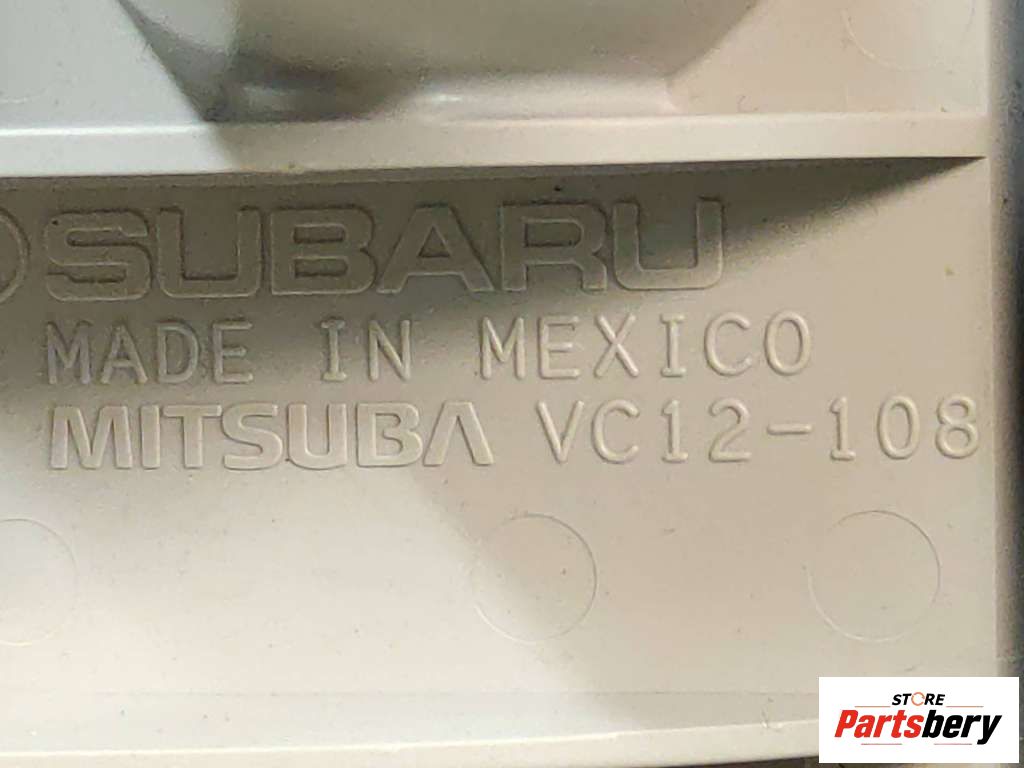 SUBARU
MADE IN MEXICO
MITSUBA VC12-108
STORE
Partsbery